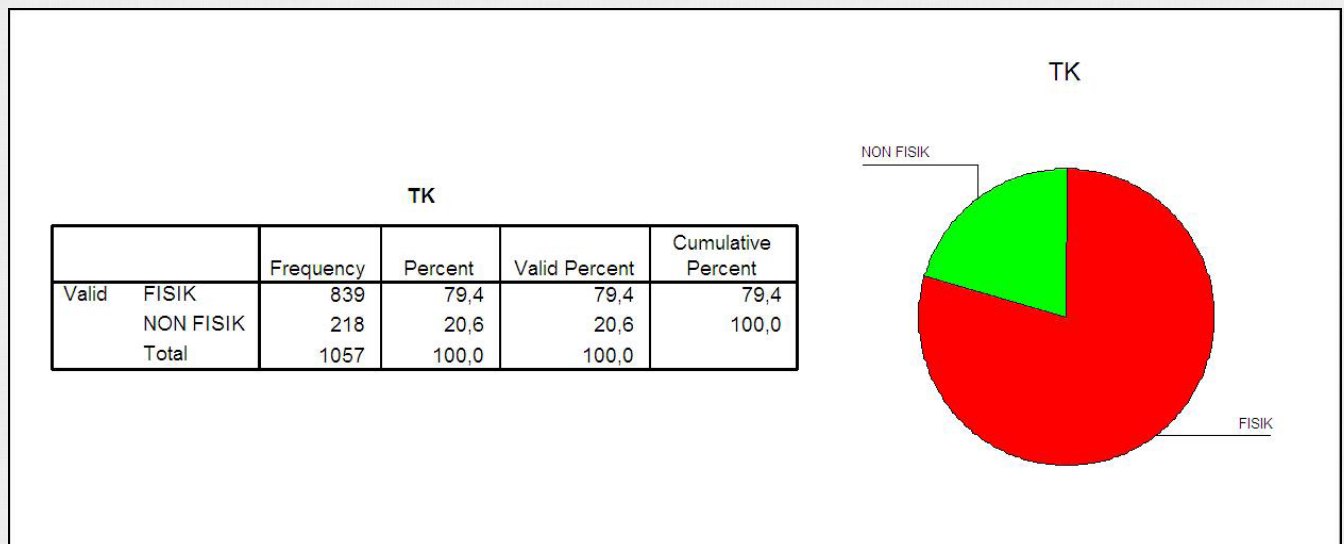 TK
Frequency Percent Valid Percent Cumulative Percent
Valid FISIK 839 79,4 79,4 79,4
NON FISIK 218 20,6 20,6 100,0
Total 1057 100,0 100,0
TK
NON FISIK
FISIK